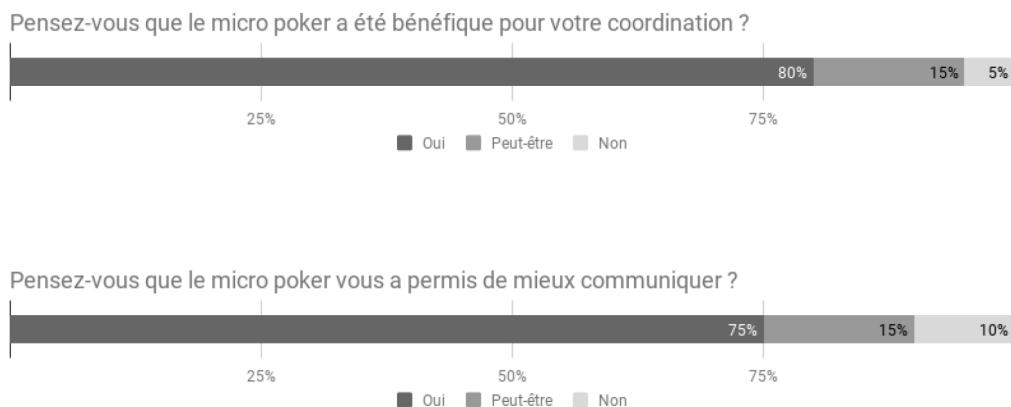 Pensez-vous que le micro poker a été bénéfique pour votre coordination ?
80% 15% 5%
25% 50% 75%
Oui Peut-être Non
Pensez-vous que le micro poker vous a permis de mieux communiquer ?
75% 15% 10%
25% 50% 75%
Oui Peut-être Non